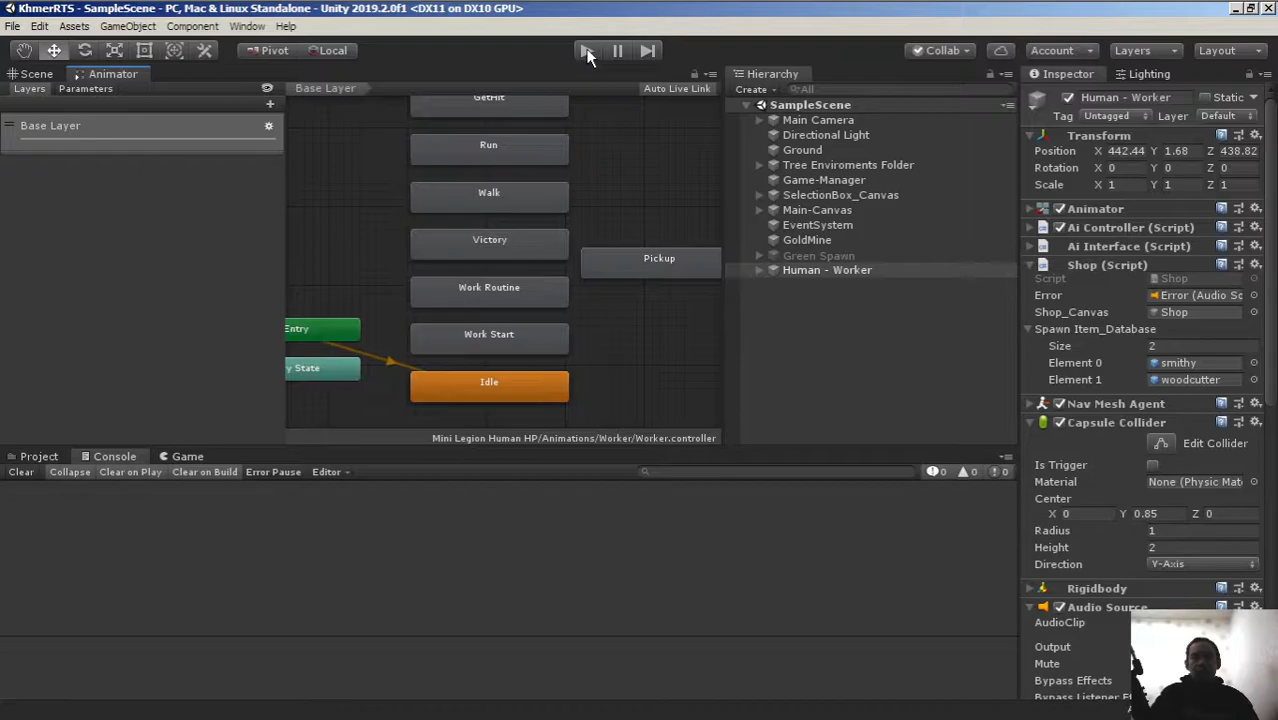 KhmerRTS - SampleScene - PC, Mac & Linux Standalone - Unity 2019.2.0f1 <DX11 on DX10 GPU>
File Edit Assets GameObject Component Window Help
Pivot Local Collab Account Layers Layout
Scene Animator
Layers Parameters Base Layer Auto Live Link
Base Layer
GetHit
Run
Walk
Victory
Pickup
Work Routine
Entry
Work Start
y State
Idle
Mini Legion Human HP/Animations/Worker/Worker.controller
Hierarchy
Create All
SampleScene
Main Camera
Directional Light
Ground
Tree Enviroments Folder
Game-Manager
SelectionBox_Canvas
Main-Canvas
EventSystem
GoldMine
Green Spawn
Human - Worker
Inspector Lighting
Human - Worker Static
Tag Untagged Layer Default
Transform
Position X 442.44 Y 1.68 Z 438.82
Rotation X 0 Y 0 Z 0
Scale X 1 Y 1 Z 1
Animator
Ai Controller (Script)
Ai Interface (Script)
Shop (Script)
Script Shop
Error Error (Audio So
Shop_Canvas Shop
Spawn Item_Database
Size 2
Element 0 smithy
Element 1 woodcutter
Nav Mesh Agent
Capsule Collider
Edit Collider
Is Trigger
Material None (Physic Mate
Center
X 0 Y 0.85 Z 0
Radius 1
Height 2
Direction Y-Axis
Rigidbody
Audio Source
AudioClip
Output
Mute
Bypass Effects
Project Console Game
Clear Collapse Clear on Play Clear on Build Error Pause Editor 0 0 0